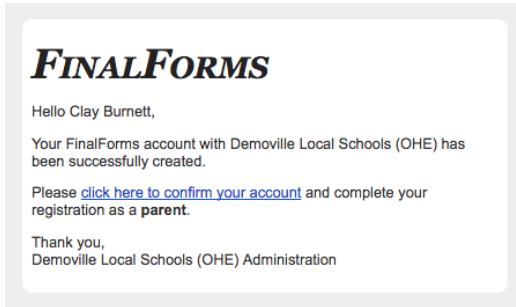 FINALFORMS
Hello Clay Burnett,
Your FinalForms account with Demoville Local Schools (OHE) has
been successfully created.
Please click here to confirm your account and complete your
registration as a parent.
Thank you,
Demoville Local Schools (OHE) Administration